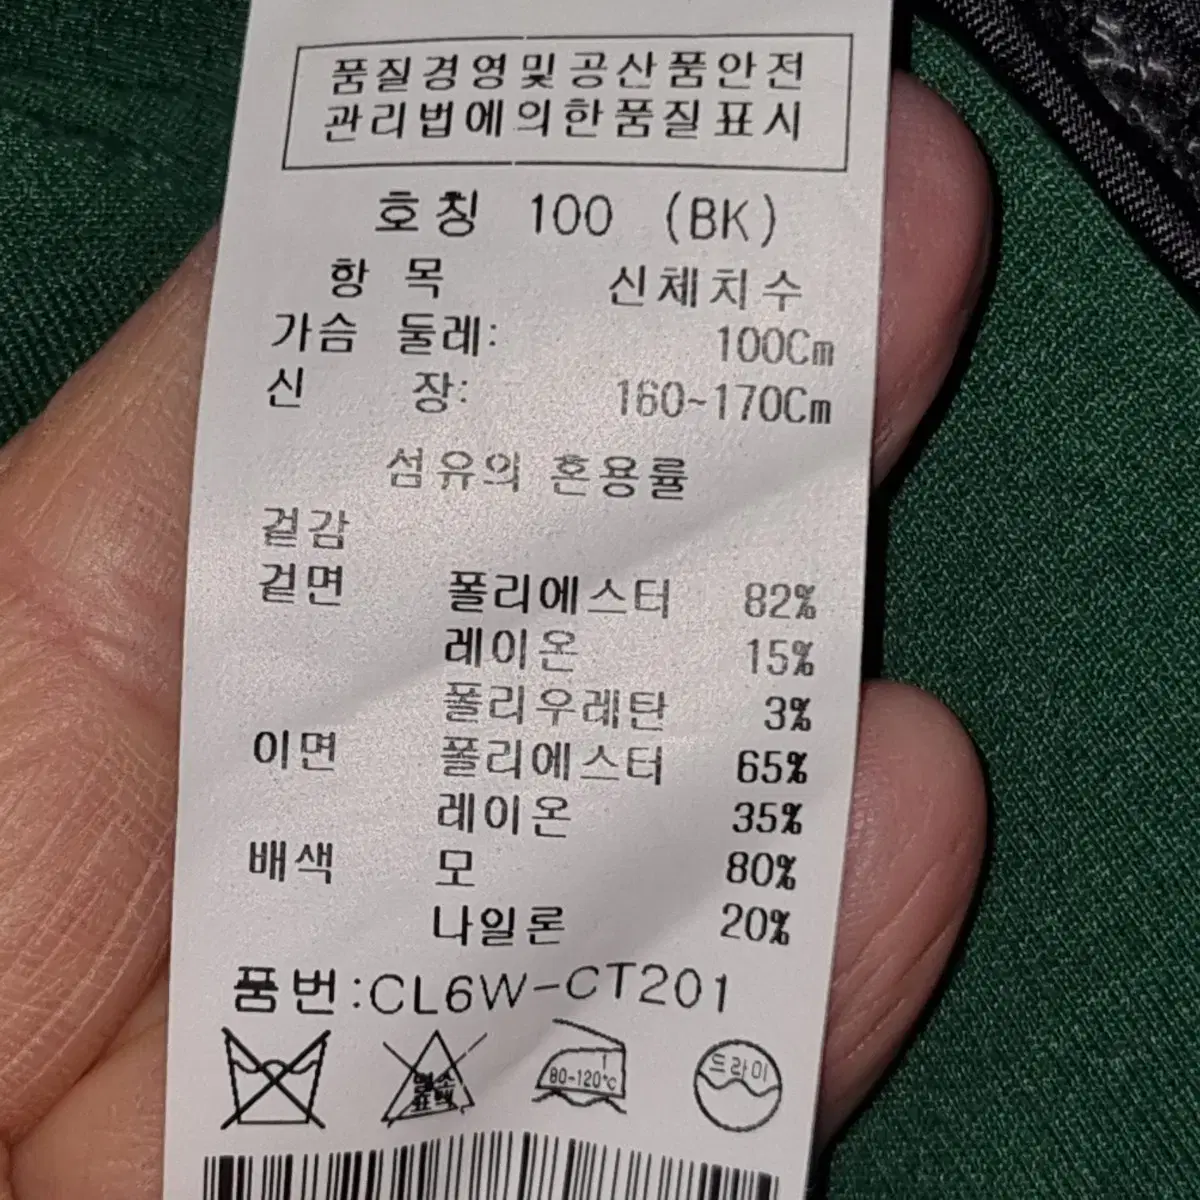 품질경영및공산품안전
관리법에의한품질표시
호칭 100 (BK)
항 목 신체치수
가슴 둘레: 100Cm
신 장: 160~170Cm
섬유의 혼용률
겉감
겉면 폴리에스터 82%
레이온 15%
폴리우레탄 3%
이면 폴리에스터 65%
레이온 35%
배색 모 80%
나일론 20%
품번:CL6W-CT201
염소
표백
80-120℃
드라이